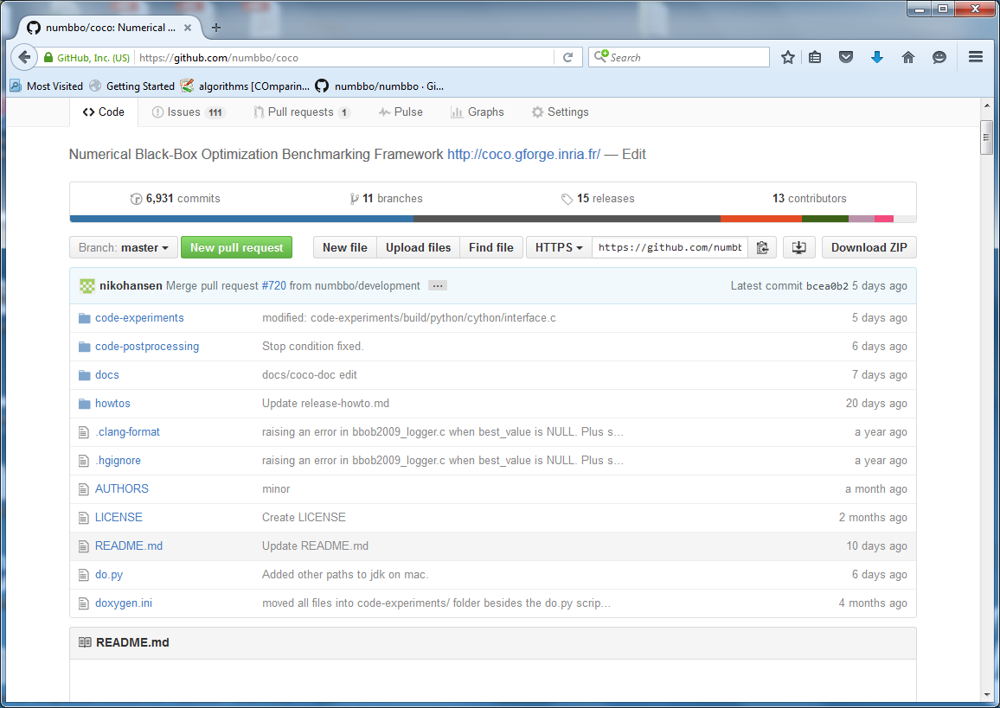 numbbo/coco: Numerical ...
GitHub, Inc. (US) https://github.com/numbbo/coco Search
Most Visited Getting Started algorithms [COmparin... numbbo/numbbo · Gi...
Code Issues 111 Pull requests 1 Pulse Graphs Settings
Numerical Black-Box Optimization Benchmarking Framework http://coco.gforge.inria.fr/ — Edit
6,931 commits 11 branches 15 releases 13 contributors
Branch: master New pull request New file Upload files Find file HTTPS https://github.com/numbb Download ZIP
nikohansen Merge pull request #720 from numbbo/development ... Latest commit bcea0b2 5 days ago
code-experiments modified: code-experiments/build/python/cython/interface.c 5 days ago
code-postprocessing Stop condition fixed. 6 days ago
docs docs/coco-doc edit 7 days ago
howtos Update release-howto.md 20 days ago
.clang-format raising an error in bbob2009_logger.c when best_value is NULL. Plus s... a year ago
.hgignore raising an error in bbob2009_logger.c when best_value is NULL. Plus s... a year ago
AUTHORS minor a month ago
LICENSE Create LICENSE 2 months ago
README.md Update README.md 10 days ago
do.py Added other paths to jdk on mac. 6 days ago
doxygen.ini moved all files into code-experiments/ folder besides the do.py scrip... 4 months ago
README.md